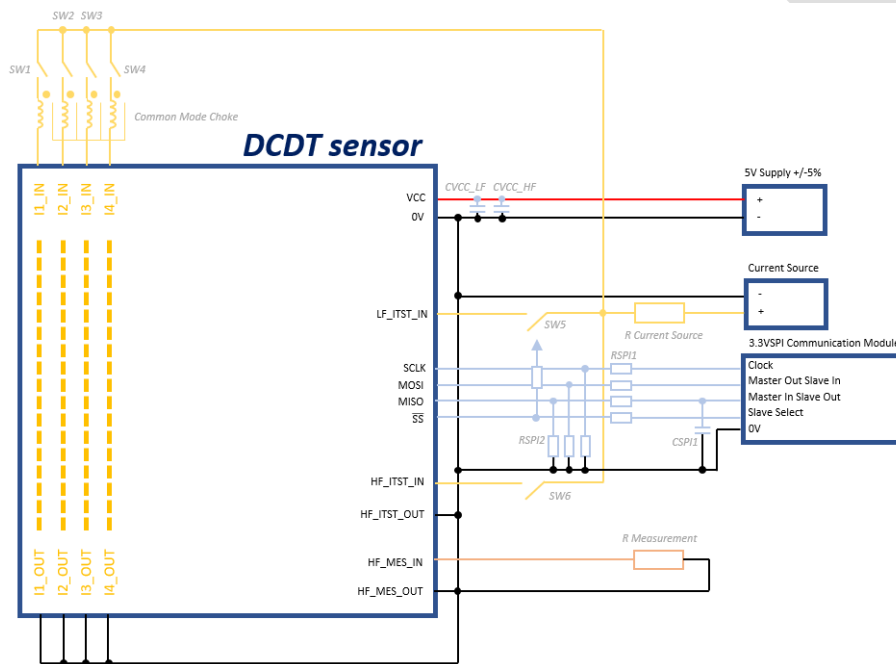 SW2 SW3
SW1
SW4
Common Mode Choke
DCDT sensor
I1_IN
I2_IN
I3_IN
I4_IN
VCC
CVCC_LF
CVCC_HF
5V Supply +/-5%
+
0V
-
Current Source
-
+
LF_ITST_IN
SW5
R Current Source
3.3VSPI Communication Module
SCLK
RSPI1
Clock
MOSI
Master Out Slave In
MISO
Master In Slave Out
SS
Slave Select
0V
RSPI2
CSPI1
HF_ITST_IN
SW6
HF_ITST_OUT
R Measurement
HF_MES_IN
HF_MES_OUT
I1_OUT
I2_OUT
I3_OUT
I4_OUT